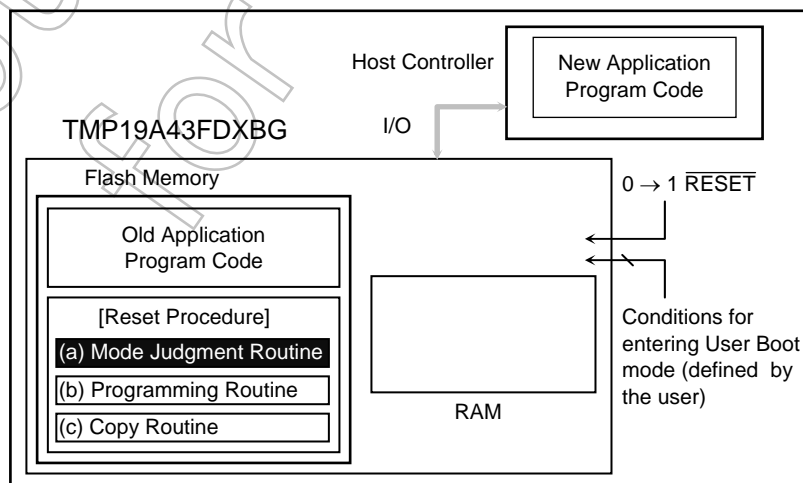 Host Controller
New Application
Program Code
TMP19A43FDXBG
I/O
Flash Memory
0 → 1 RESET
Old Application
Program Code
[Reset Procedure]
(a) Mode Judgment Routine
(b) Programming Routine
(c) Copy Routine
RAM
Conditions for
entering User Boot
mode (defined by
the user)